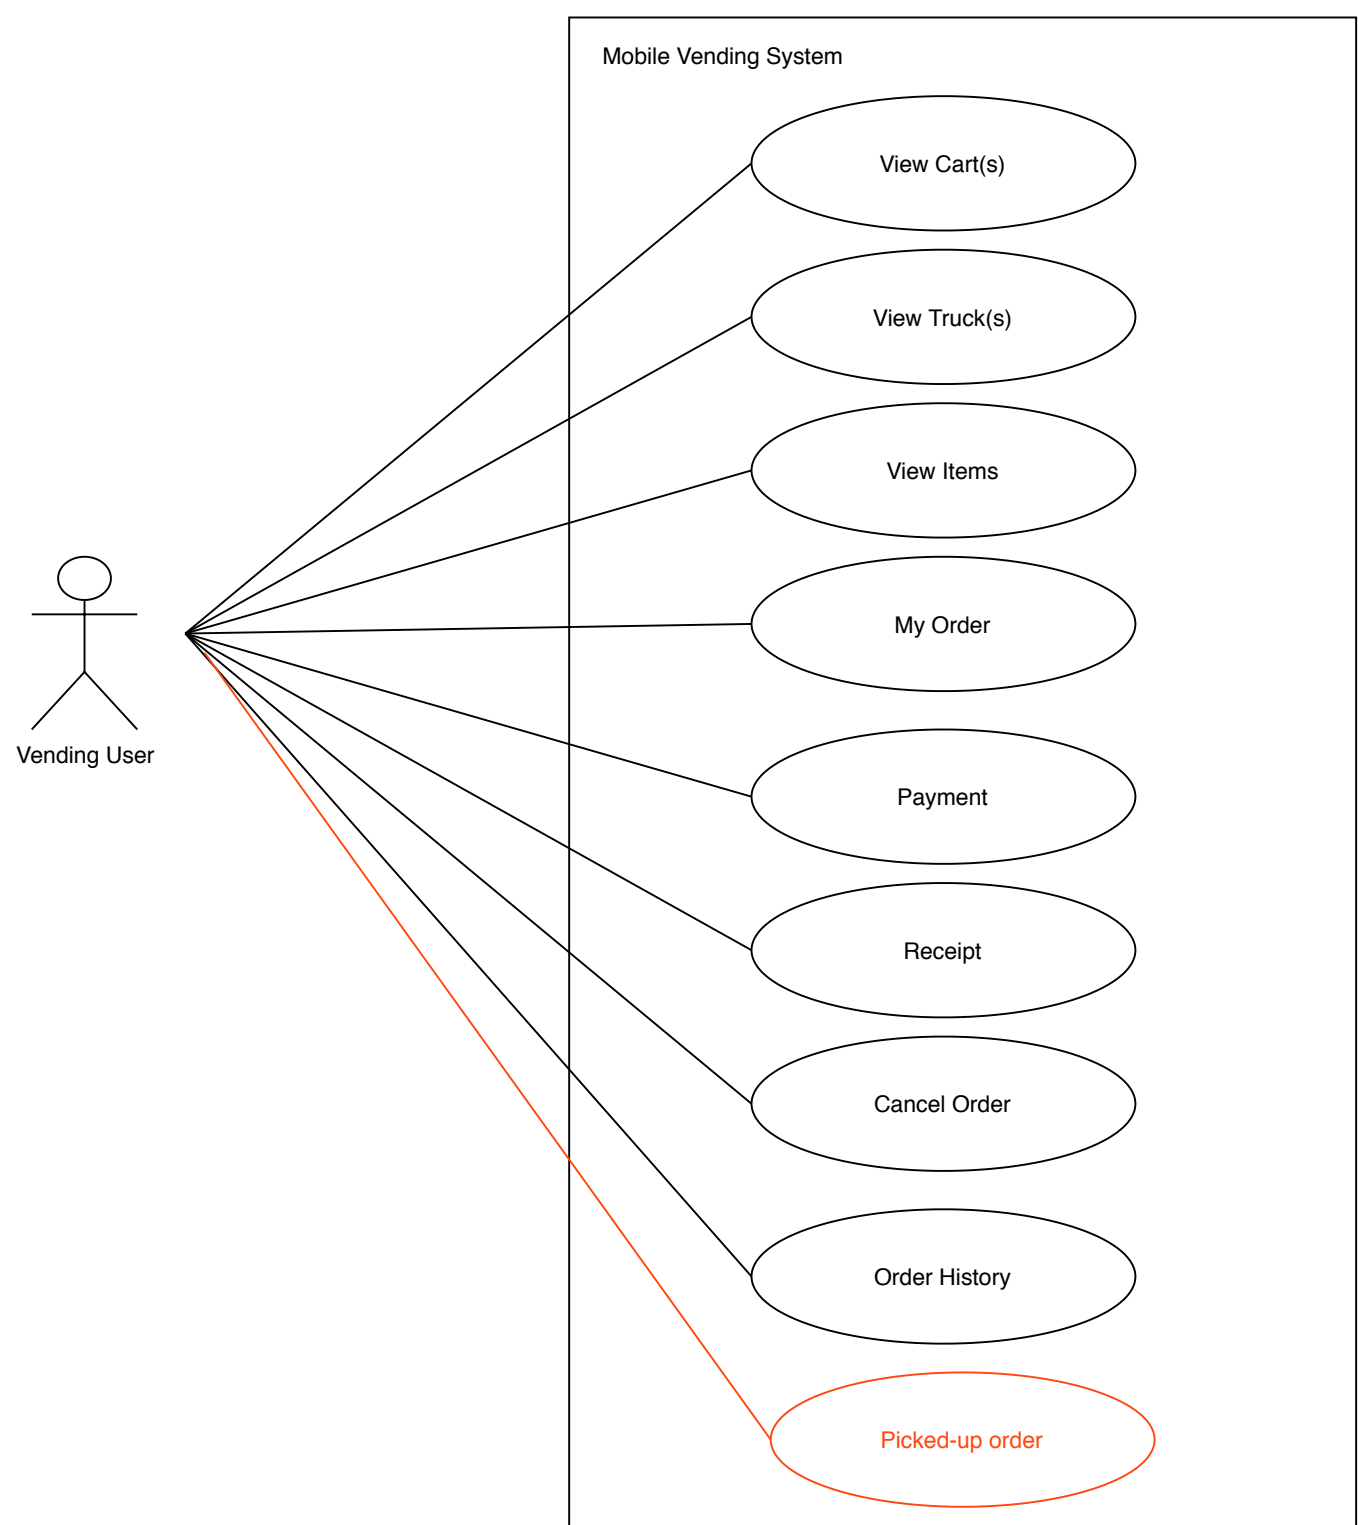 Mobile Vending System
View Cart(s)
View Truck(s)
View Items
My Order
Vending User
Payment
Receipt
Cancel Order
Order History
Picked-up order